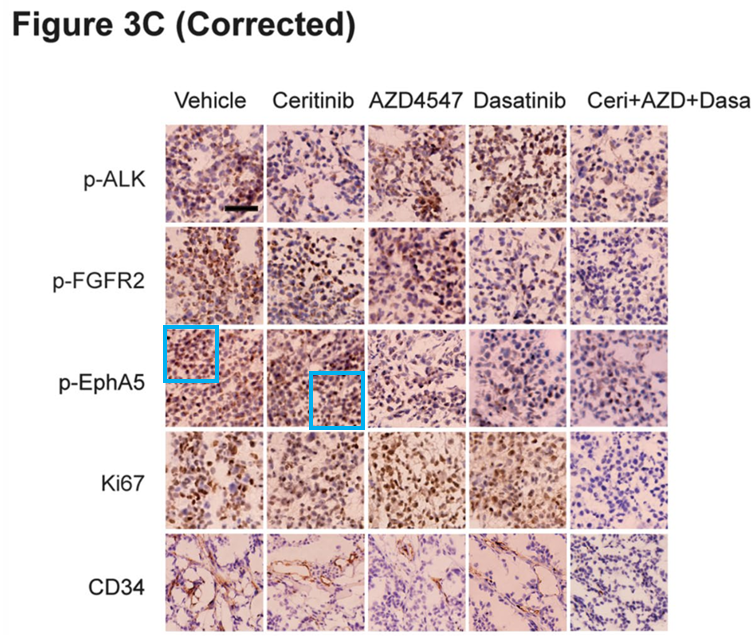 Figure 3C (Corrected)
Vehicle Ceritinib AZD4547 Dasatinib Ceri+AZD+Dasa
p-ALK
p-FGFR2
p-EphA5
Ki67
CD34